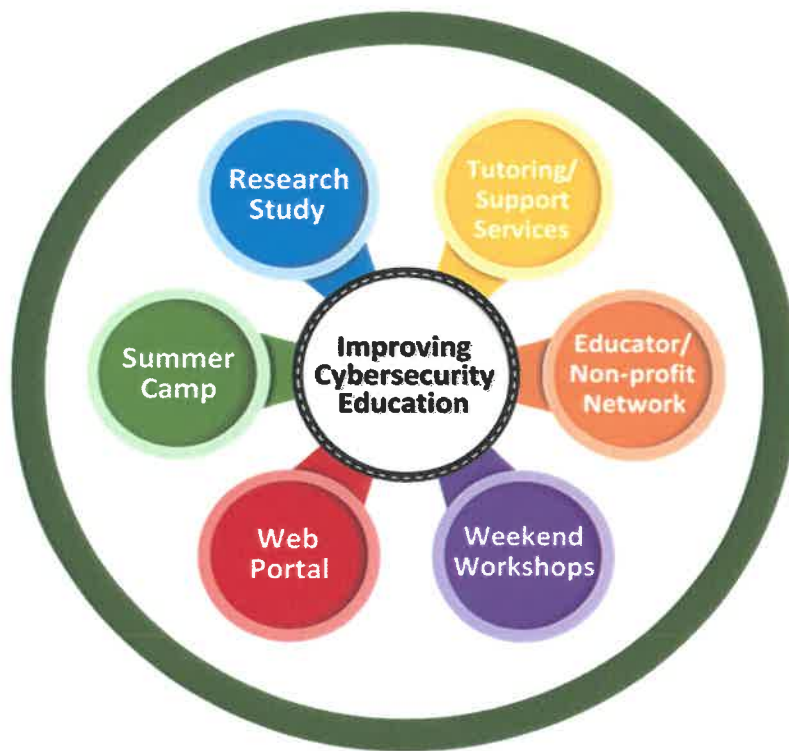 Research
Study
Tutoring/
Support
Services
Summer
Camp
Improving
Cybersecurity
Education
Educator/
Non-profit
Network
Web
Portal
Weekend
Workshops